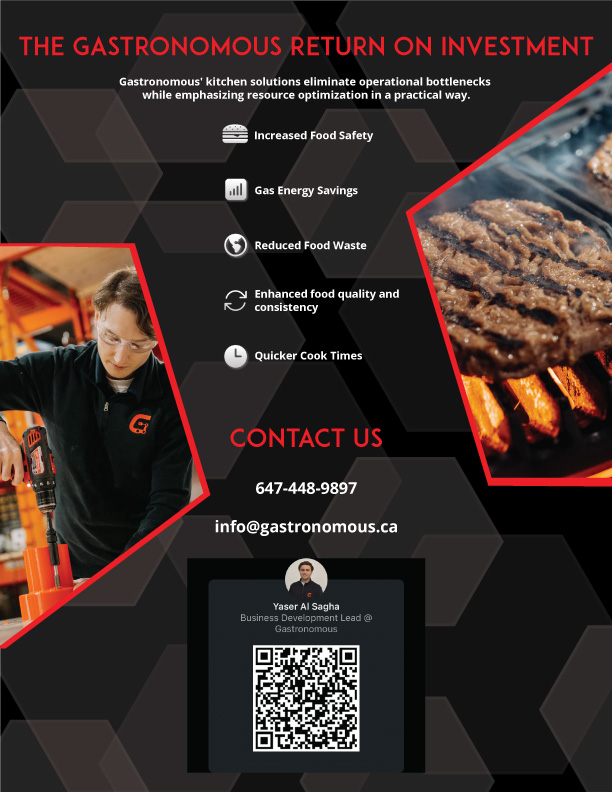 THE GASTRONOMOUS RETURN ON INVESTMENT
Gastronomous' kitchen solutions eliminate operational bottlenecks
while emphasizing resource optimization in a practical way.
Increased Food Safety
Gas Energy Savings
Reduced Food Waste
Enhanced food quality and
consistency
Quicker Cook Times
CONTACT US
647-448-9897
info@gastronomous.ca
Yaser Al Sagha
Business Development Lead @
Gastronomous